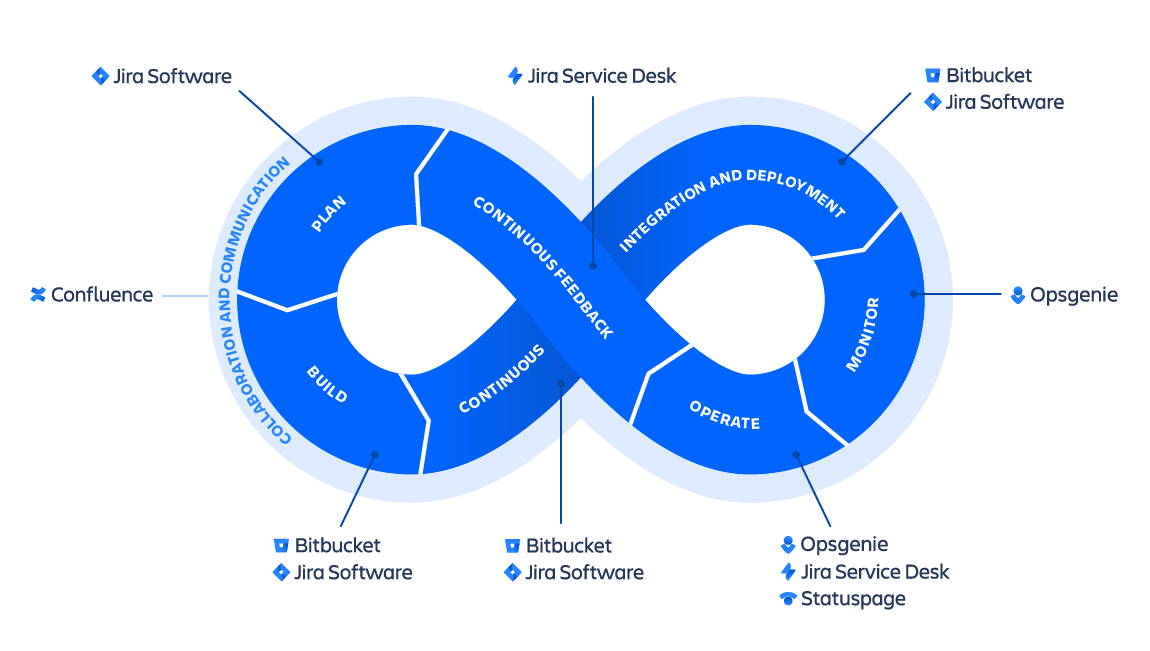 Jira Software
Jira Service Desk
Bitbucket
Jira Software
COLLABORATION AND COMMUNICATION
PLAN
CONTINUOUS FEEDBACK
INTEGRATION AND DEPLOYMENT
Confluence
Opsgenie
MONITOR
BUILD
CONTINUOUS
OPERATE
Bitbucket
Jira Software
Bitbucket
Jira Software
Opsgenie
Jira Service Desk
Statuspage